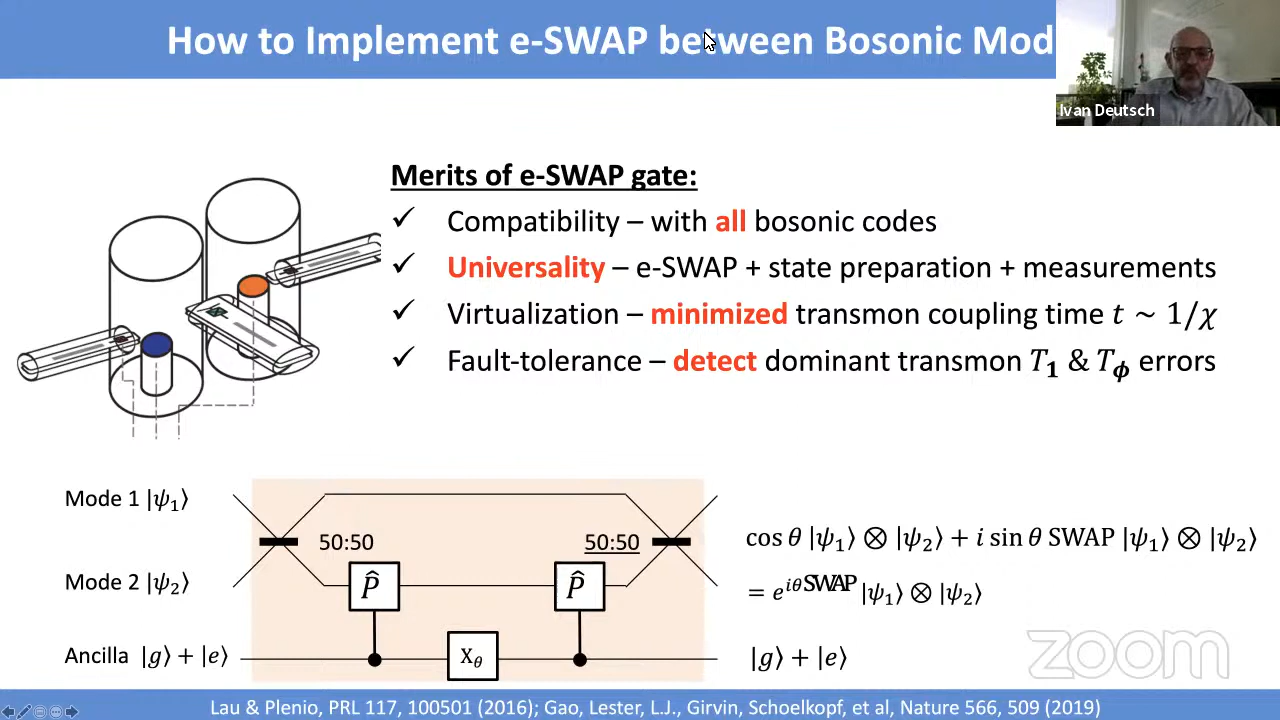 How to Implement e-SWAP between Bosonic Mod
Ivan Deutsch
Merits of e-SWAP gate:
✓ Compatibility – with all bosonic codes
✓ Universality – e-SWAP + state preparation + measurements
✓ Virtualization – minimized transmon coupling time t ~ 1/χ
✓ Fault-tolerance – detect dominant transmon T₁ & T_ϕ errors
Mode 1 |ψ₁⟩
50:50
50:50
cos θ |ψ₁⟩ ⊗ |ψ₂⟩ + i sin θ SWAP |ψ₁⟩ ⊗ |ψ₂⟩
Mode 2 |ψ₂⟩
P̂
P̂
= e^{iθSWAP} |ψ₁⟩ ⊗ |ψ₂⟩
Ancilla |g⟩ + |e⟩
X_θ
|g⟩ + |e⟩
zoom
Lau & Plenio, PRL 117, 100501 (2016); Gao, Lester, L.J., Girvin, Schoelkopf, et al, Nature 566, 509 (2019)